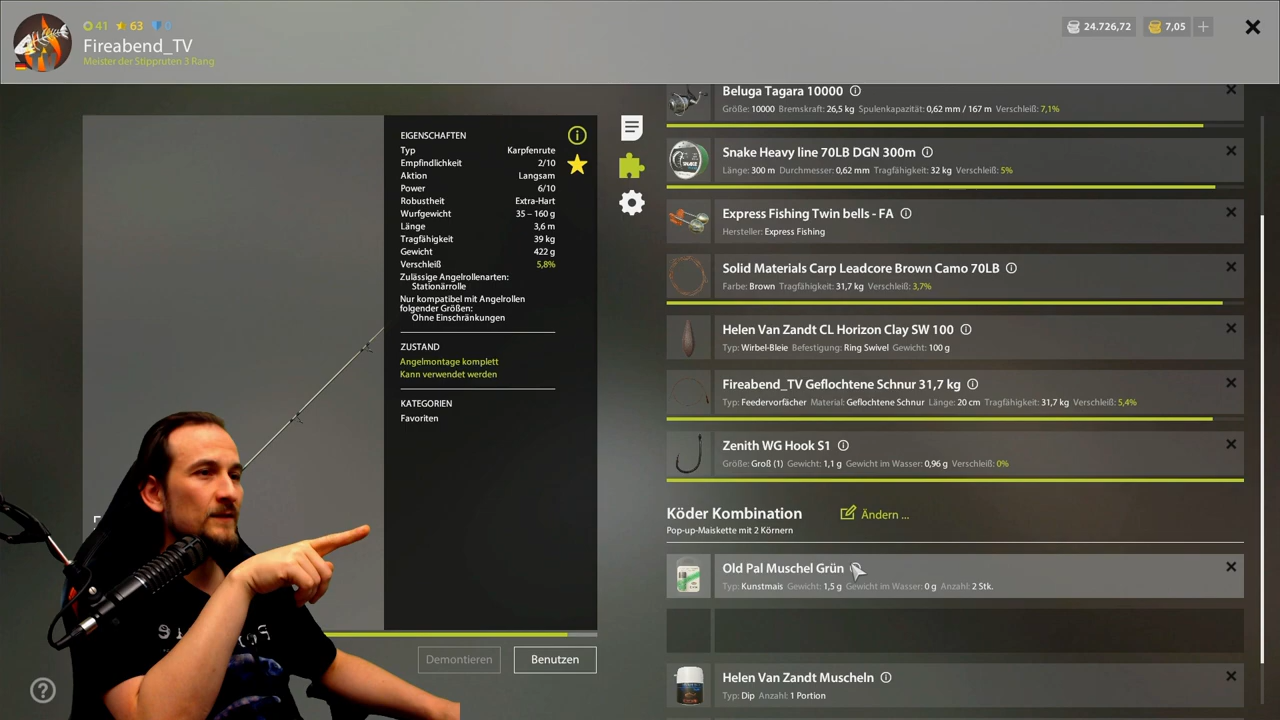 41 63 0
Fireabend_TV
Meister der Stippruten 3 Rang
24.726,72
7,05
EIGENSCHAFTEN
Typ Karpfenrute
Empfindlichkeit 2/10
Aktion Langsam
Power 6/10
Robustheit Extra-Hart
Wurfgewicht 35 – 160 g
Länge 3,6 m
Tragfähigkeit 39 kg
Gewicht 422 g
Verschleiß 5,8%
Zulässige Angelrollenarten:
Stationärrolle
Nur kompatibel mit Angelrollen
folgender Größen:
Ohne Einschränkungen
ZUSTAND
Angelmontage komplett
Kann verwendet werden
KATEGORIEN
Favoriten
Demontieren
Benutzen
Beluga Tagara 10000
Größe: 10000 Bremskraft: 26,5 kg Spulenkapazität: 0,62 mm / 167 m Verschleiß: 7,1%
Snake Heavy line 70LB DGN 300m
Länge: 300 m Durchmesser: 0,62 mm Tragfähigkeit: 32 kg Verschleiß: 5%
Express Fishing Twin bells - FA
Hersteller: Express Fishing
Solid Materials Carp Leadcore Brown Camo 70LB
Farbe: Brown Tragfähigkeit: 31,7 kg Verschleiß: 3,7%
Helen Van Zandt CL Horizon Clay SW 100
Typ: Wirbel-Bleie Befestigung: Ring Swivel Gewicht: 100 g
Fireabend_TV Geflochtene Schnur 31,7 kg
Typ: Feedervorfächer Material: Geflochtene Schnur Länge: 20 cm Tragfähigkeit: 31,7 kg Verschleiß: 5,4%
Zenith WG Hook S1
Größe: Groß (1) Gewicht: 1,1 g Gewicht im Wasser: 0,96 g Verschleiß: 0%
Köder Kombination
Ändern ...
Pop-up-Maiskette mit 2 Körnern
Old Pal Muschel Grün
Typ: Kunstmais Gewicht: 1,5 g Gewicht im Wasser: 0 g Anzahl: 2 Stk.
Helen Van Zandt Muscheln
Typ: Dip Anzahl: 1 Portion